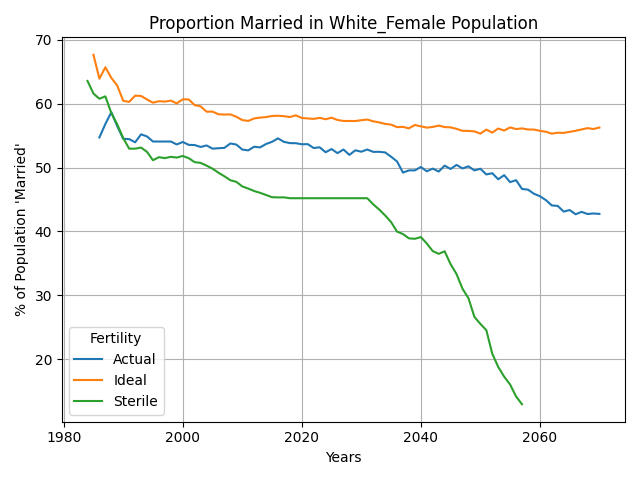 Proportion Married in White_Female Population
% of Population 'Married'
70
60
50
40
30
20
Fertility
Actual
Ideal
Sterile
1980
2000
2020
2040
2060
Years